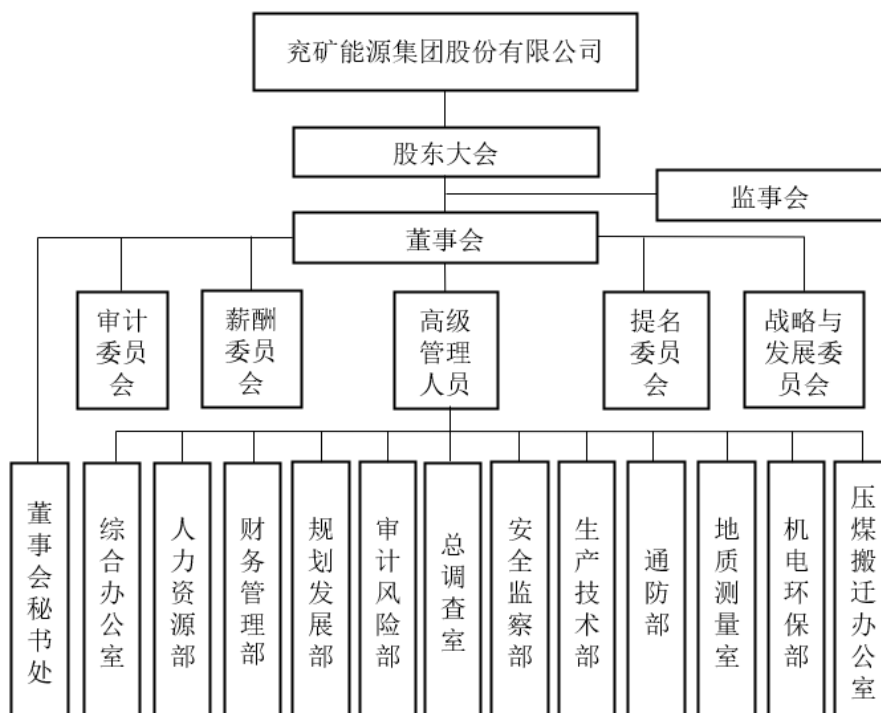 兖矿能源集团股份有限公司
股东大会
监事会
董事会
审计
委员
会
薪酬
委员
会
高级
管理
人员
提名
委员
会
战略与
发展委
员会
董事会秘书处
综合办公室
人力资源部
财务管理部
规划发展部
审计风险部
总调查室
安全监察部
生产技术部
通防部
地质测量室
机电环保部
压煤搬迁办公室